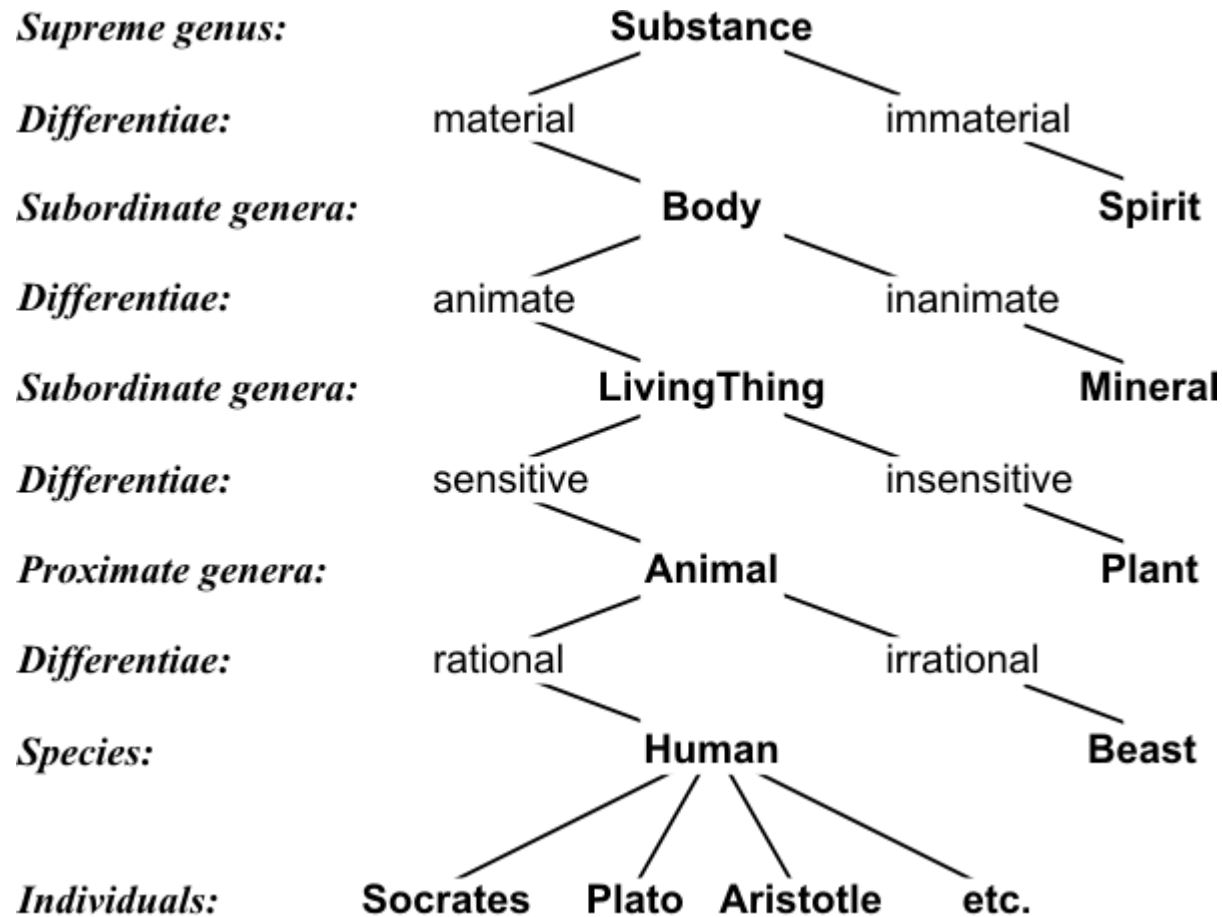 Supreme genus: Substance
Differentiae: material immaterial
Subordinate genera: Body Spirit
Differentiae: animate inanimate
Subordinate genera: LivingThing Mineral
Differentiae: sensitive insensitive
Proximate genera: Animal Plant
Differentiae: rational irrational
Species: Human Beast
Individuals: Socrates Plato Aristotle etc.